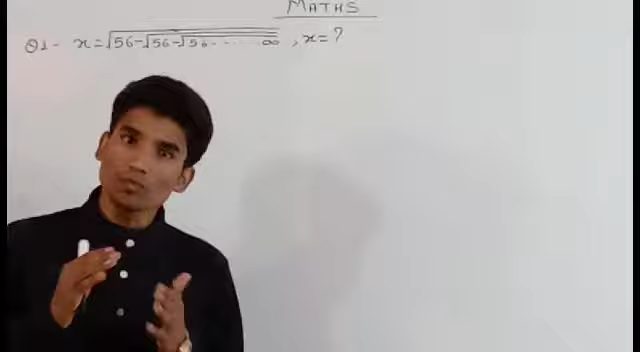 MATHS
Q1- x=√56-√56-√56.....∞ , x= ?